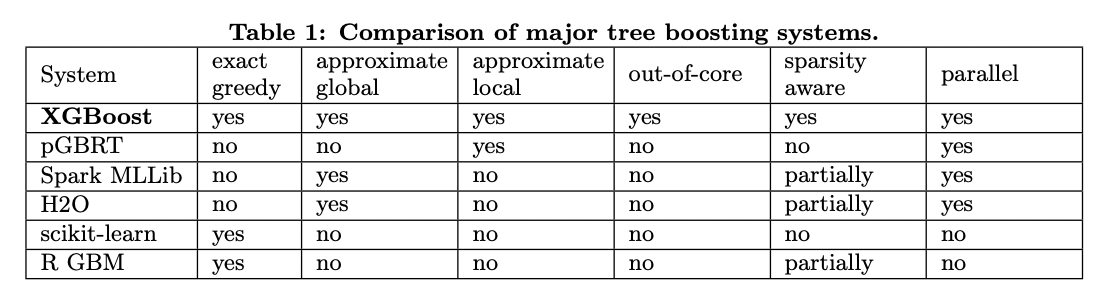 Table 1: Comparison of major tree boosting systems.
System exact greedy approximate global approximate local out-of-core sparsity aware parallel
XGBoost yes yes yes yes yes yes
pGBRT no no yes no no yes
Spark MLLib no yes no no partially yes
H2O no yes no no partially yes
scikit-learn yes no no no no no
R GBM yes no no no partially no